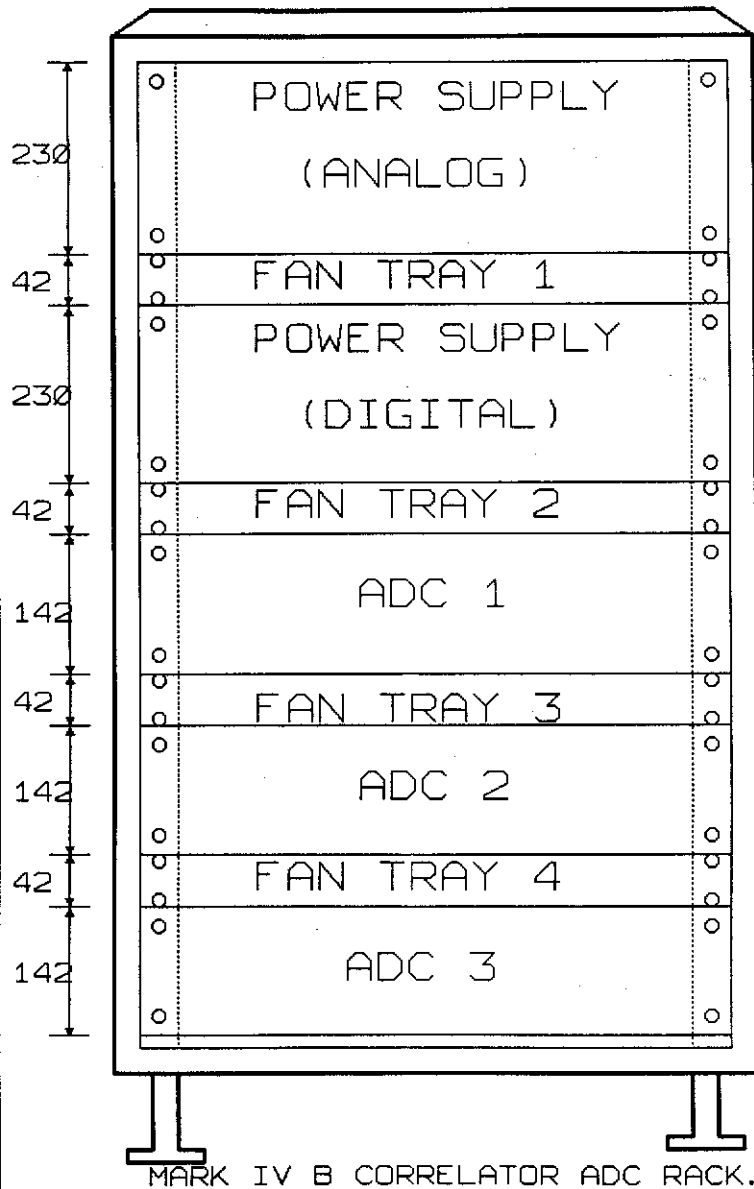 POWER SUPPLY
230
(ANALOG)
42
FAN TRAY 1
POWER SUPPLY
230
(DIGITAL)
42
FAN TRAY 2
142
ADC 1
42
FAN TRAY 3
142
ADC 2
42
FAN TRAY 4
142
ADC 3
MARK IV B CORRELATOR ADC RACK.